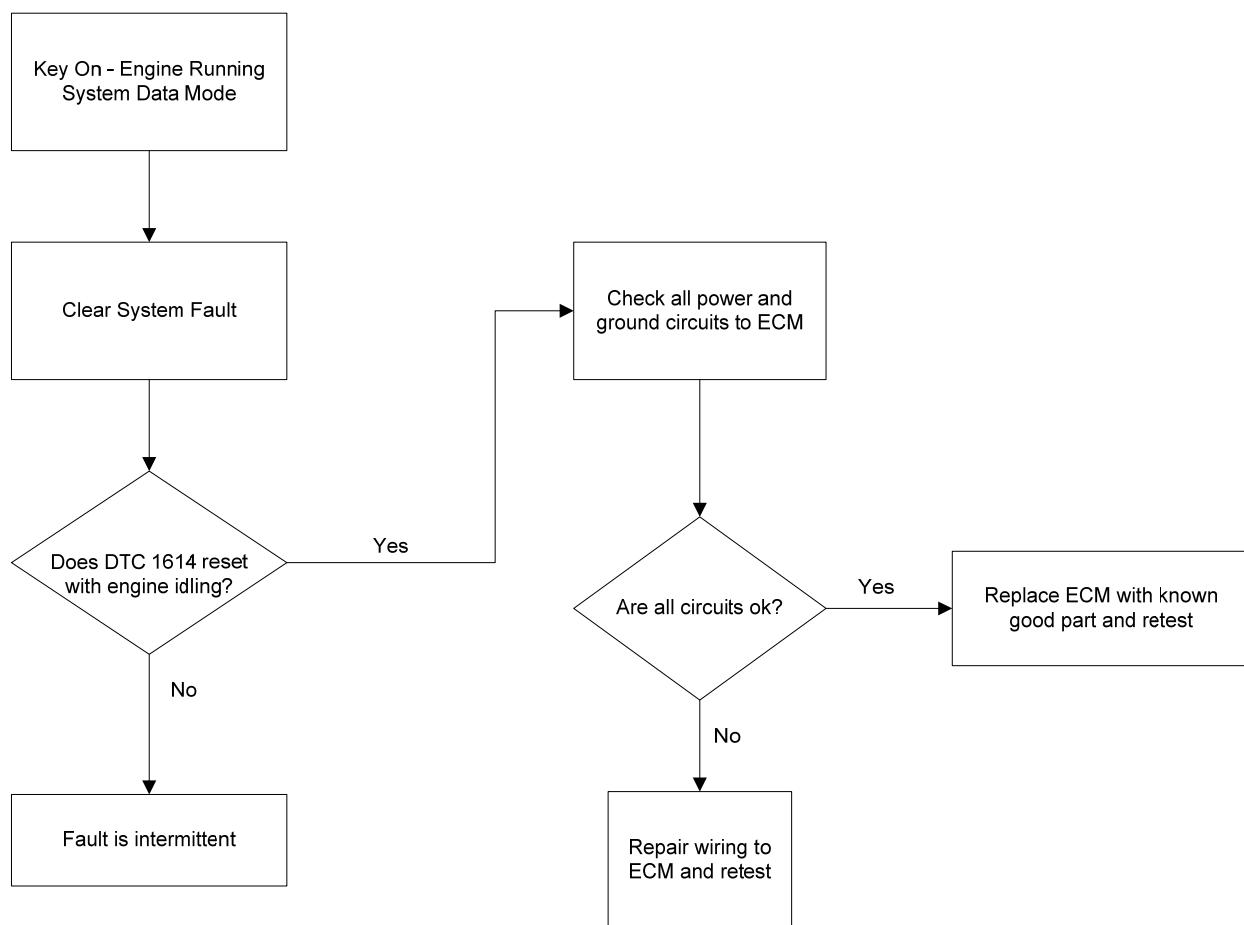 Key On - Engine Running
System Data Mode
Clear System Fault
Does DTC 1614 reset
with engine idling?
Yes
No
Fault is intermittent
Check all power and
ground circuits to ECM
Are all circuits ok?
Yes
Replace ECM with known
good part and retest
No
Repair wiring to
ECM and retest